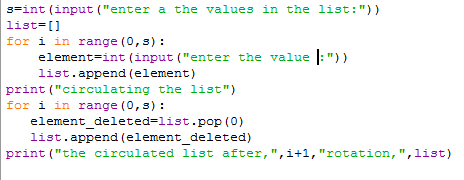 s=int(input("enter a the values in the list:"))
list=[]
for i in range(0,s):
    element=int(input("enter the value :"))
    list.append(element)
print("circulating the list")
for i in range(0,s):
   element_deleted=list.pop(0)
   list.append(element_deleted)
print("the circulated list after,",i+1,"rotation,",list)